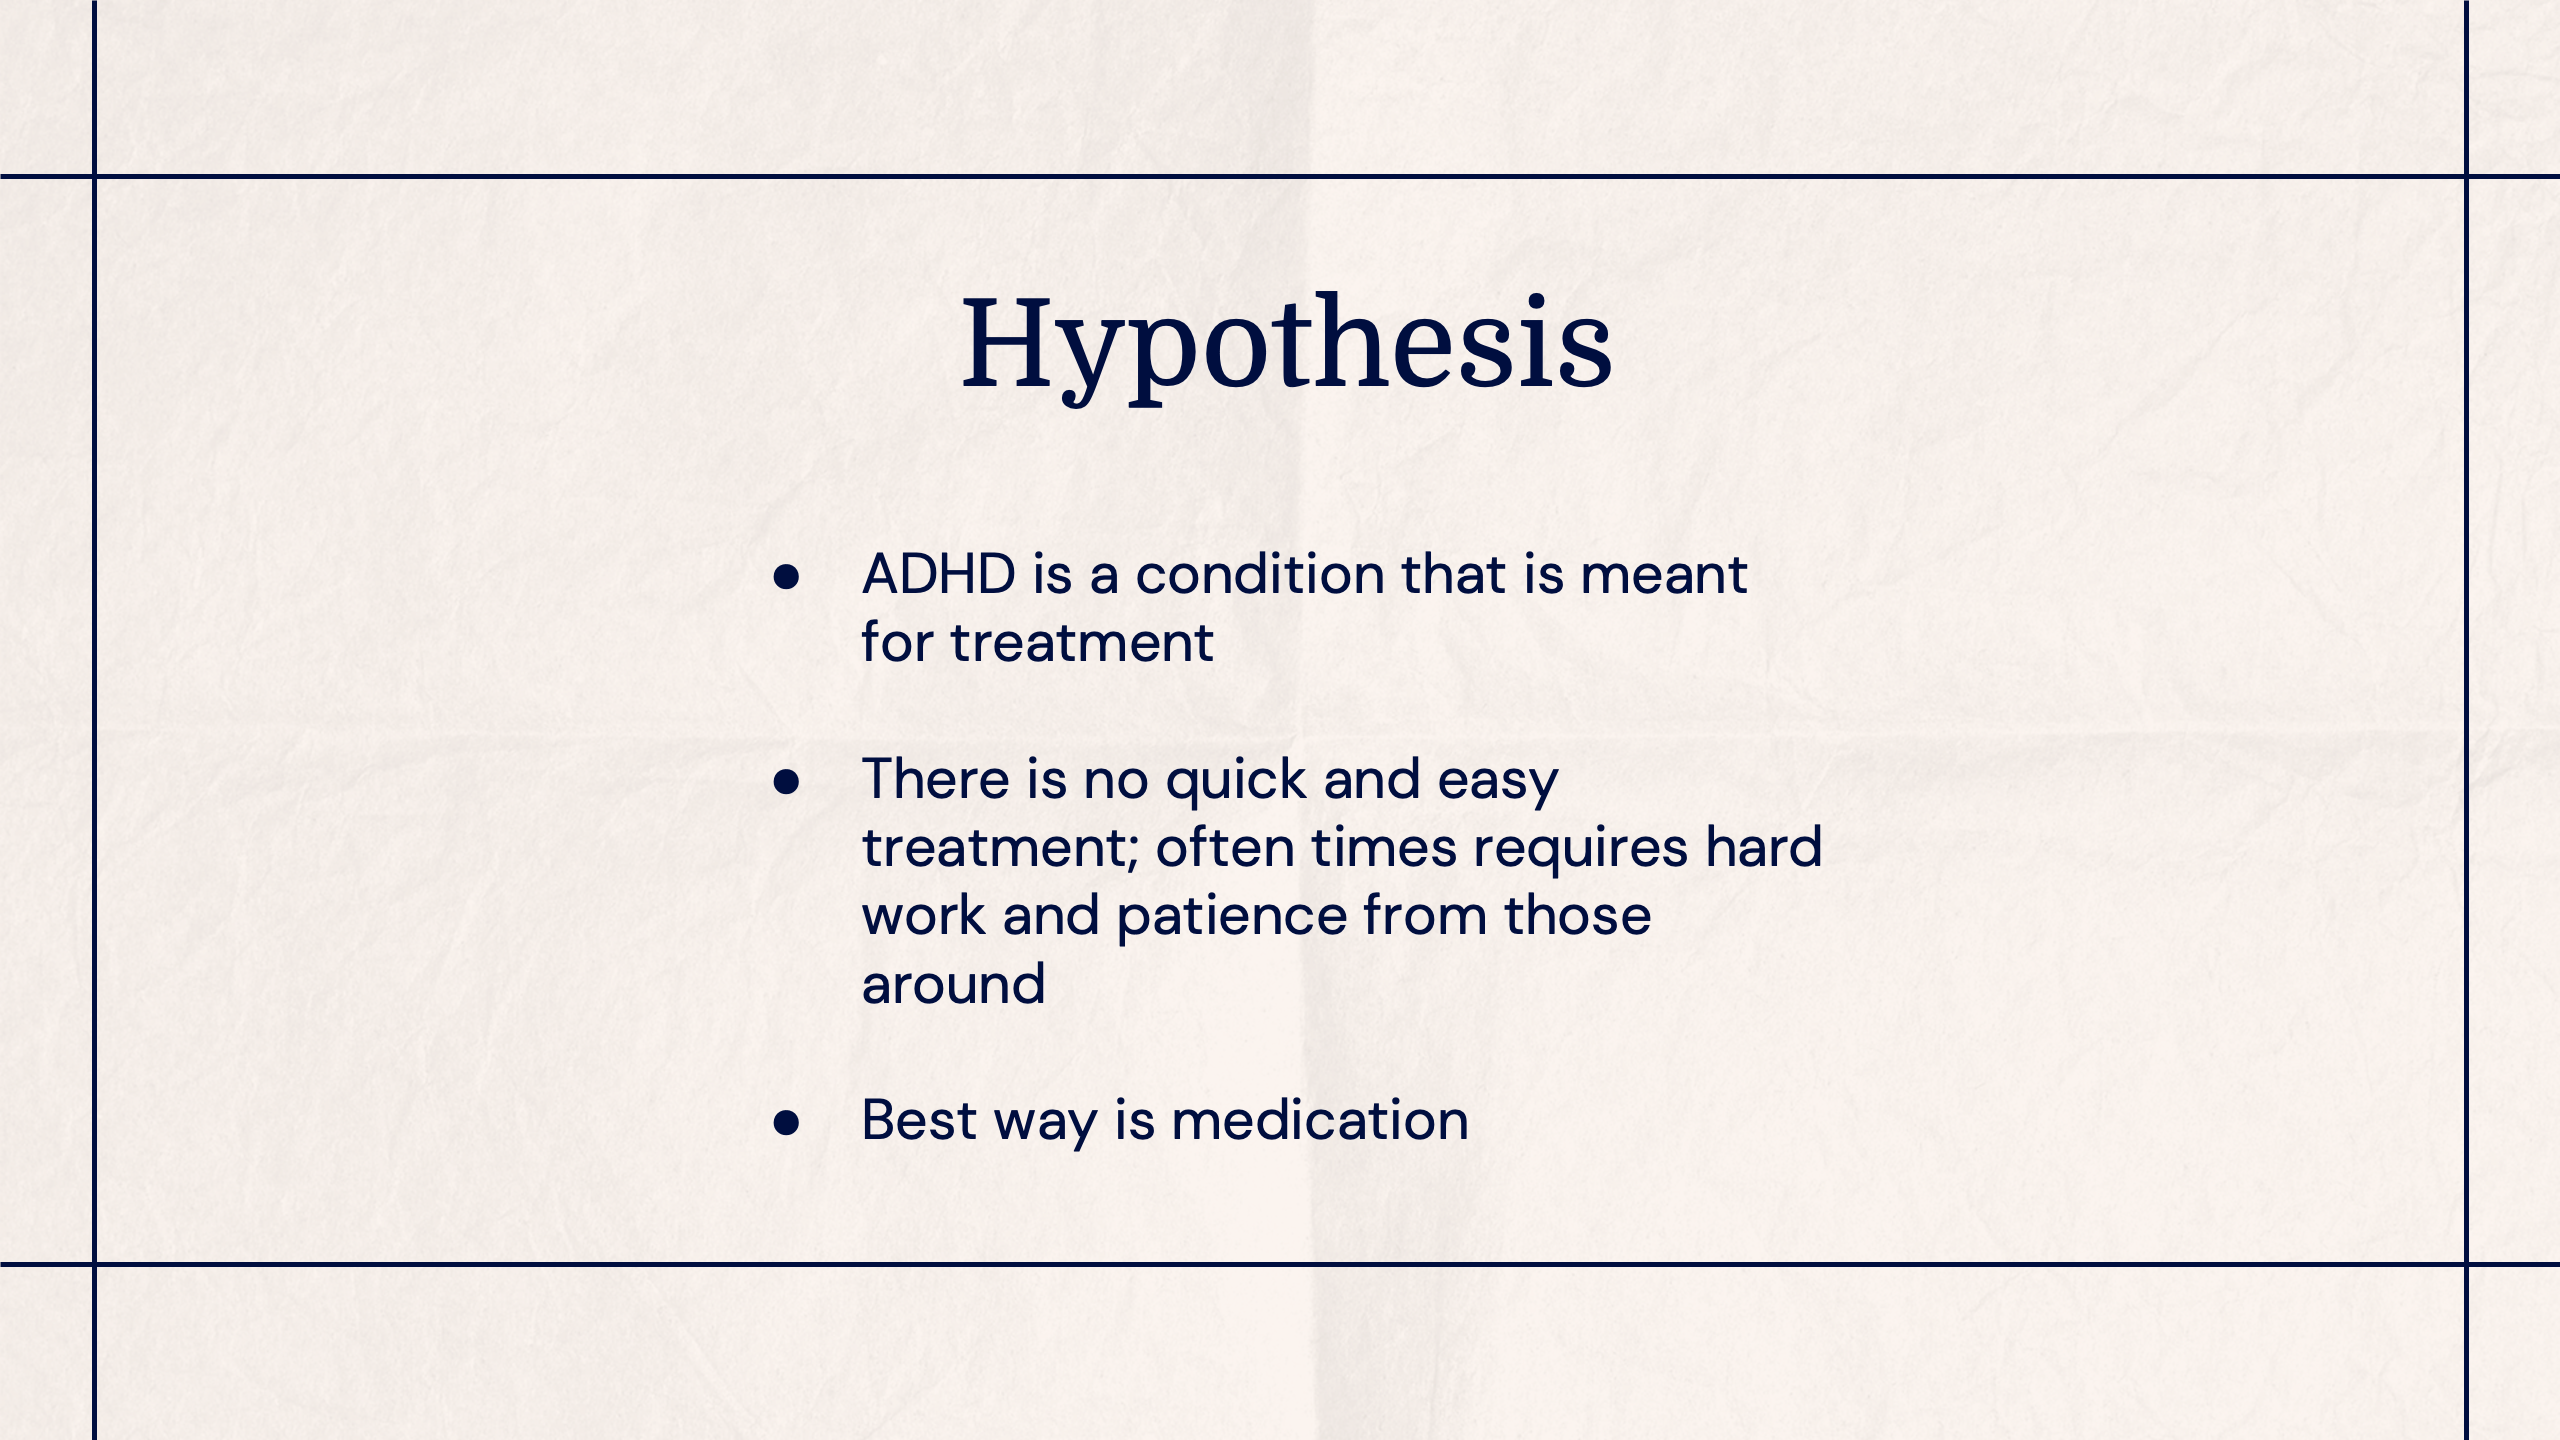 Hypothesis
● ADHD is a condition that is meant
for treatment
● There is no quick and easy
treatment; often times requires hard
work and patience from those
around
● Best way is medication